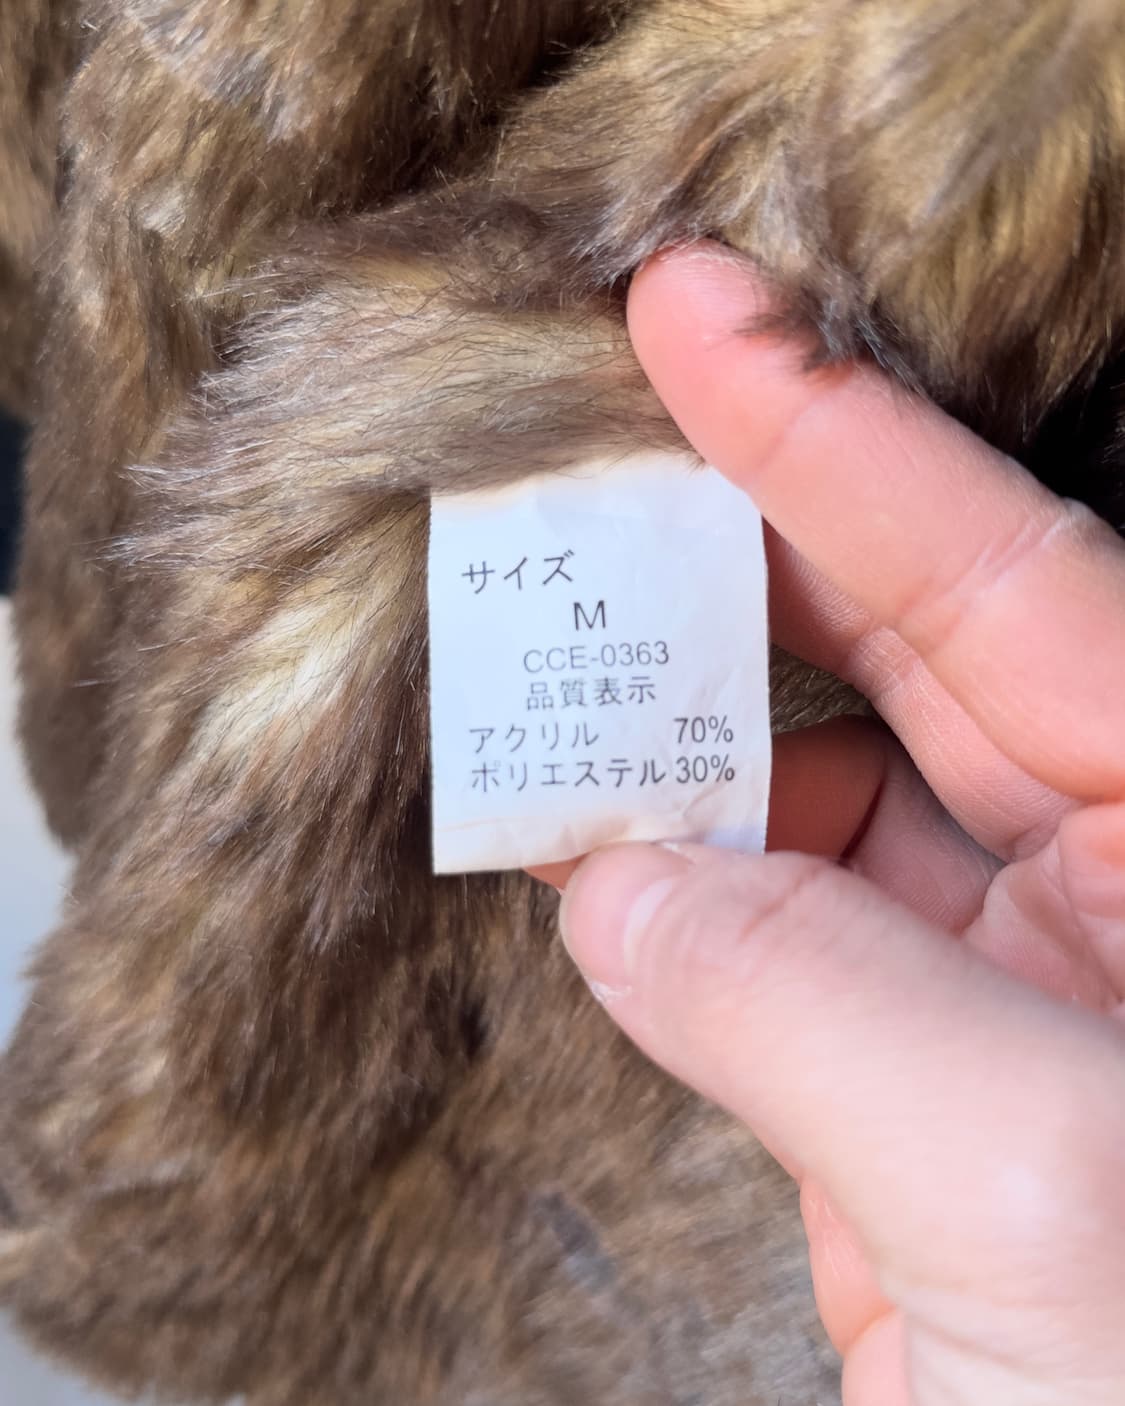 サイズ
M
CCE-0363
品質表示
アクリル 70%
ポリエステル 30%